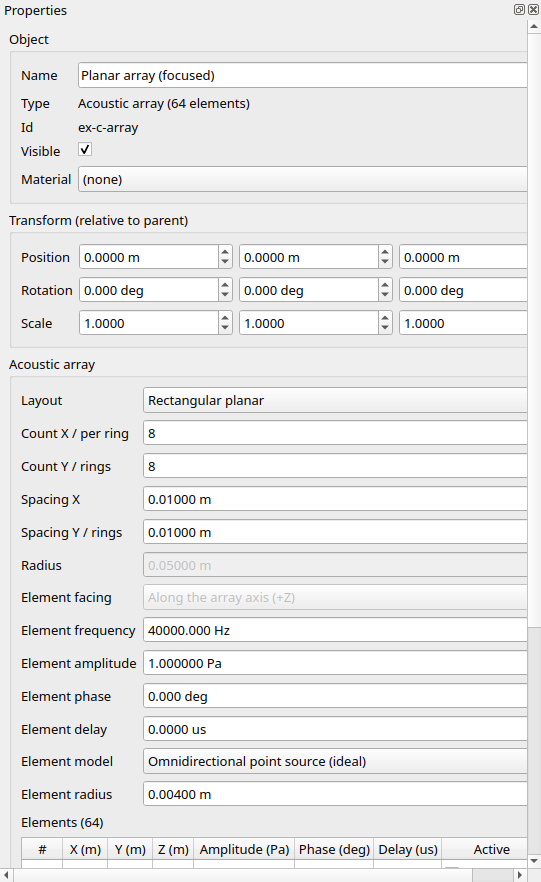 Properties
Object
Name Planar array (focused)
Type Acoustic array (64 elements)
Id ex-c-array
Visible
Material (none)
Transform (relative to parent)
Position 0.0000 m 0.0000 m 0.0000 m
Rotation 0.000 deg 0.000 deg 0.000 deg
Scale 1.0000 1.0000 1.0000
Acoustic array
Layout Rectangular planar
Count X / per ring 8
Count Y / rings 8
Spacing X 0.01000 m
Spacing Y / rings 0.01000 m
Radius 0.05000 m
Element facing Along the array axis (+Z)
Element frequency 40000.000 Hz
Element amplitude 1.000000 Pa
Element phase 0.000 deg
Element delay 0.0000 us
Element model Omnidirectional point source (ideal)
Element radius 0.00400 m
Elements (64)
# X (m) Y (m) Z (m) Amplitude (Pa) Phase (deg) Delay (us) Active